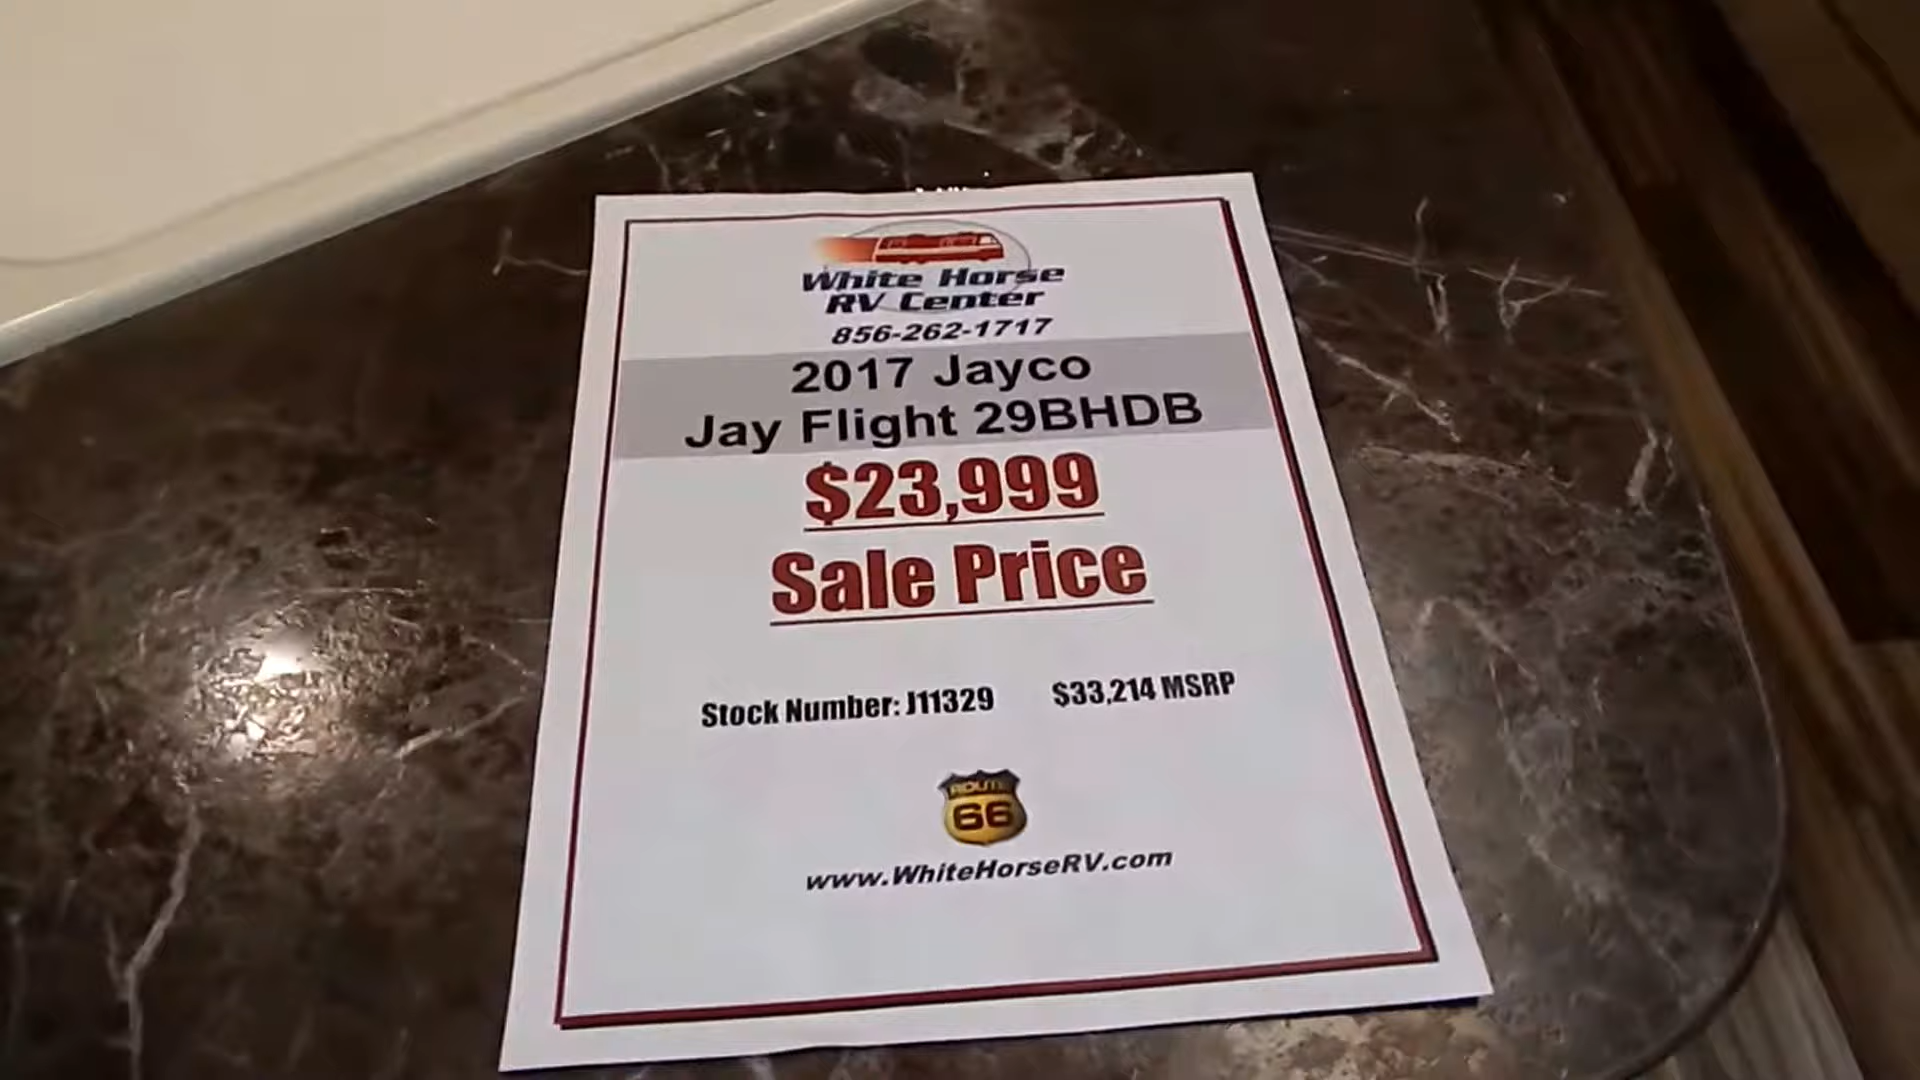 White Horse
RV Center
856-262-1717
2017 Jayco
Jay Flight 29BHDB
$23,999
Sale Price
Stock Number: J11329 $33,214 MSRP
ROUTE
66
www.WhiteHorseRV.com